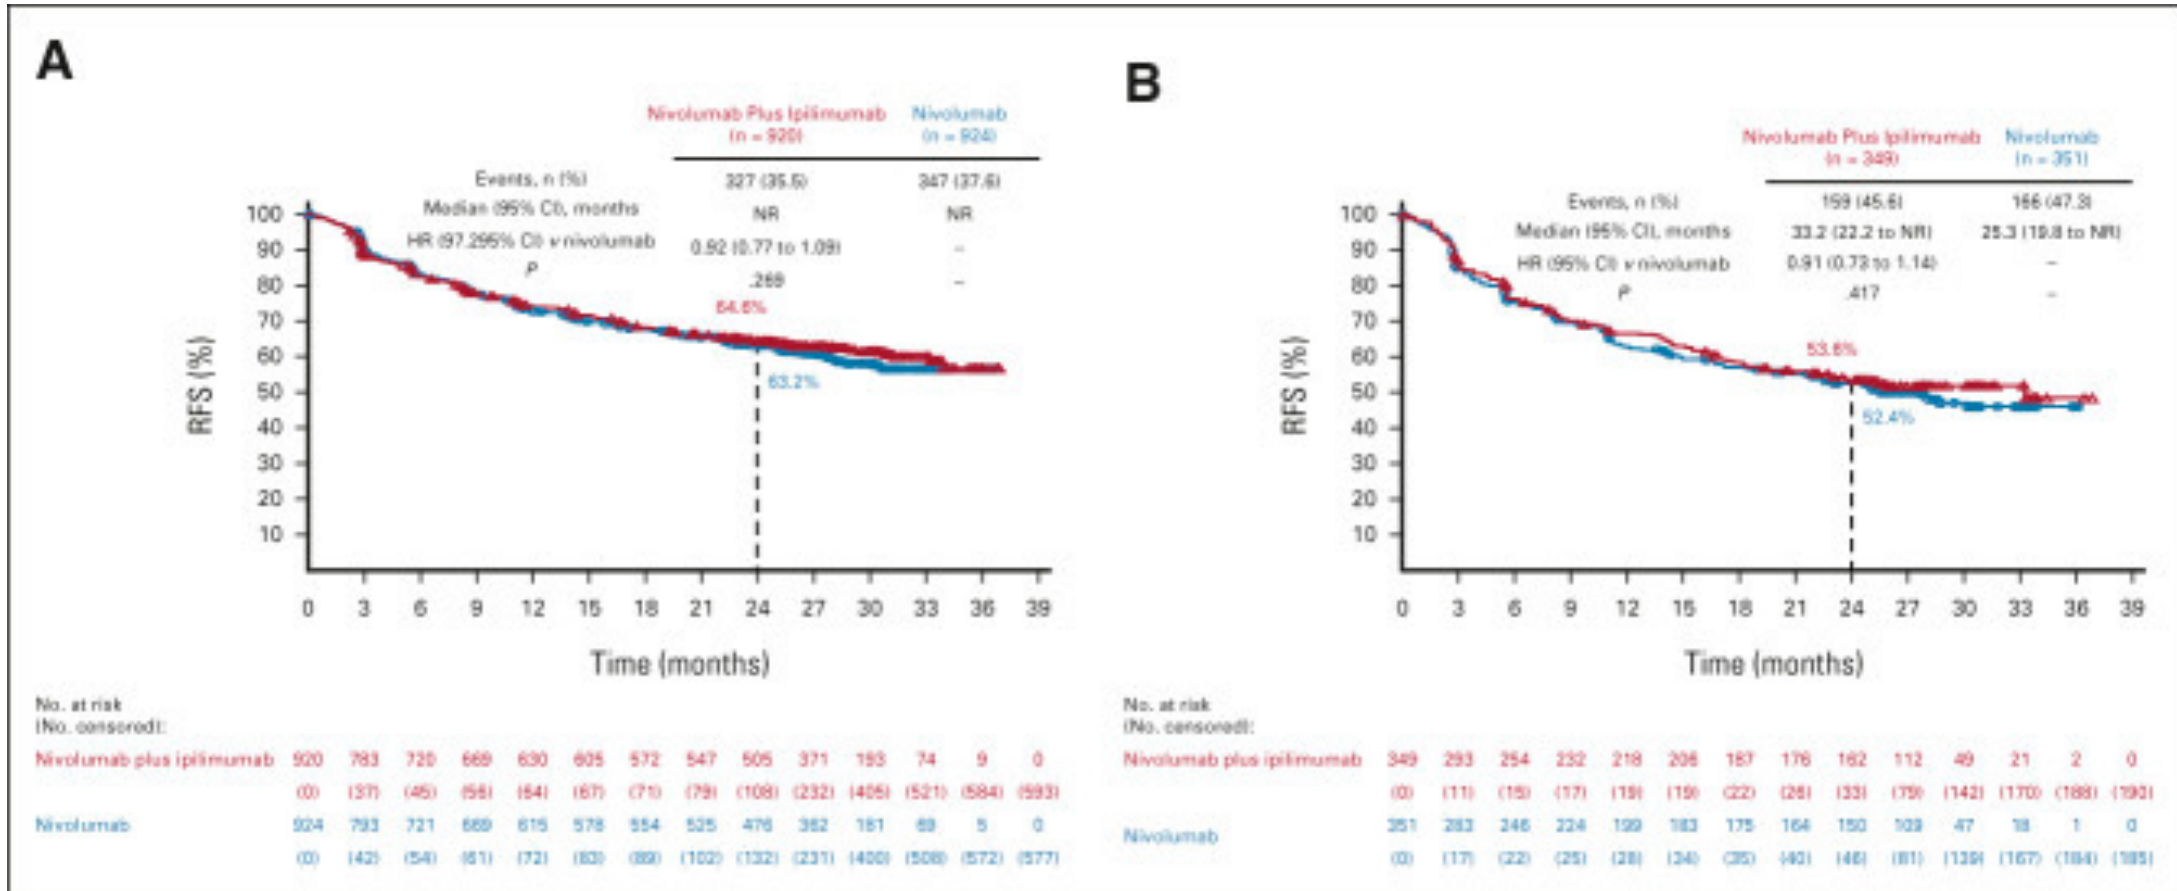 A
Nivolumab Plus Ipilimumab Nivolumab
(n = 920) (n = 924)
Events, n (%) 327 (35.5) 347 (37.6)
Median (95% CI), months NR NR
HR (97.295% CI) v nivolumab 0.92 (0.77 to 1.09) –
P .269 –
64.6%
63.2%
RFS (%)
100
90
80
70
60
50
40
30
20
10
0 3 6 9 12 15 18 21 24 27 30 33 36 39
Time (months)
No. at risk
(No. censored):
Nivolumab plus ipilimumab 920 783 720 669 630 605 572 547 505 371 193 74 9 0
(0) (37) (45) (56) (64) (67) (71) (79) (108) (232) (405) (521) (584) (593)
Nivolumab 924 793 721 669 615 578 554 525 476 362 181 69 5 0
(0) (42) (54) (61) (72) (83) (89) (102) (132) (231) (400) (508) (572) (577)
B
Nivolumab Plus Ipilimumab Nivolumab
(n = 349) (n = 351)
Events, n (%) 159 (45.6) 166 (47.3)
Median (95% CI), months 33.2 (22.2 to NR) 25.3 (19.8 to NR)
HR (95% CI) v nivolumab 0.91 (0.73 to 1.14) –
P .417 –
53.6%
52.4%
RFS (%)
100
90
80
70
60
50
40
30
20
10
0 3 6 9 12 15 18 21 24 27 30 33 36 39
Time (months)
No. at risk
(No. censored):
Nivolumab plus ipilimumab 349 293 254 232 218 206 187 176 162 112 49 21 2 0
(0) (11) (15) (17) (19) (19) (22) (26) (33) (79) (142) (170) (188) (190)
Nivolumab 351 283 246 224 199 183 175 164 150 109 47 18 1 0
(0) (17) (22) (25) (28) (34) (35) (40) (46) (81) (139) (167) (184) (185)